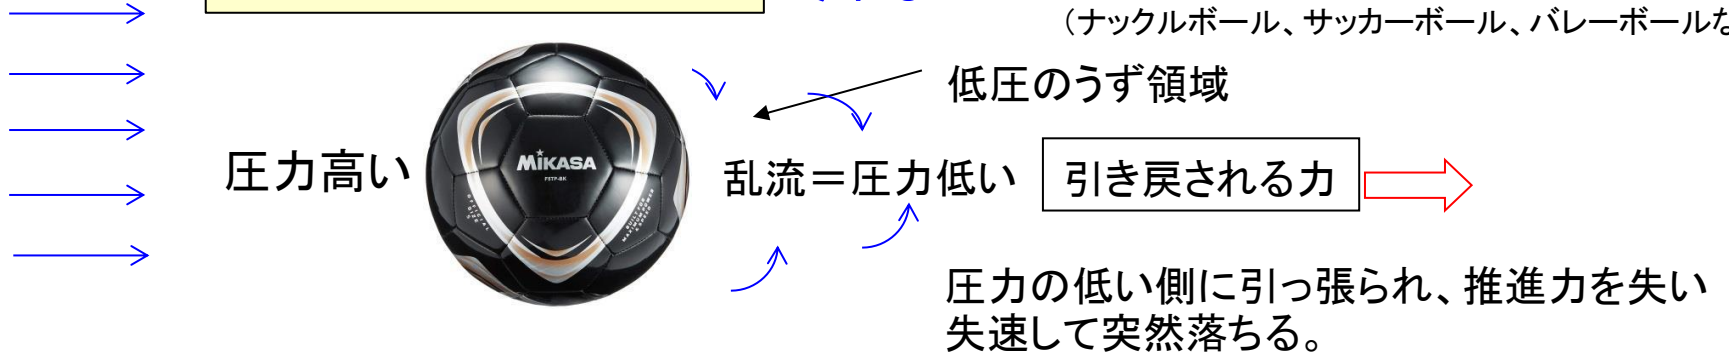 （ナックルボール、サッカーボール、バレーボールな
低圧のうず領域
圧力高い
MIKASA
乱流＝圧力低い
引き戻される力
圧力の低い側に引っ張られ、推進力を失い
失速して突然落ちる。